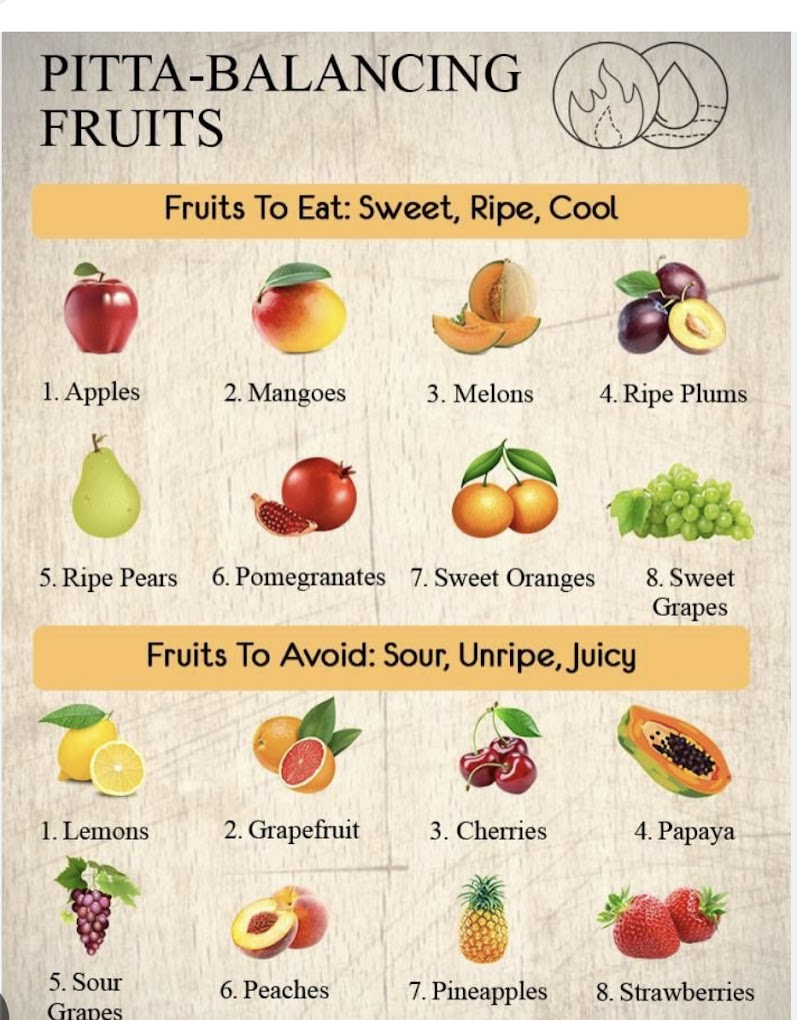 PITTA-BALANCING
FRUITS
Fruits To Eat: Sweet, Ripe, Cool
1. Apples
2. Mangoes
3. Melons
4. Ripe Plums
5. Ripe Pears
6. Pomegranates
7. Sweet Oranges
8. Sweet
Grapes
Fruits To Avoid: Sour, Unripe, Juicy
1. Lemons
2. Grapefruit
3. Cherries
4. Papaya
5. Sour
Grapes
6. Peaches
7. Pineapples
8. Strawberries